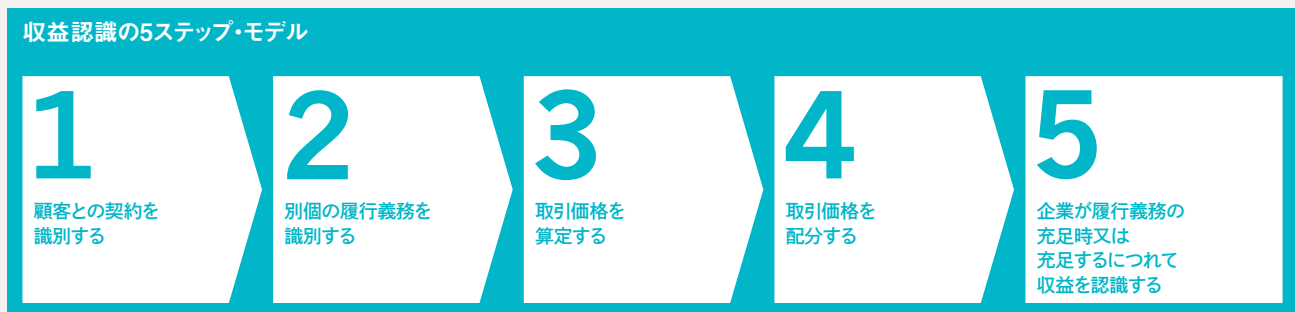 収益認識の5ステップ・モデル
1
顧客との契約を
識別する
2
別個の履行義務を
識別する
3
取引価格を
算定する
4
取引価格を
配分する
5
企業が履行義務の
充足時又は
充足するにつれて
収益を認識する